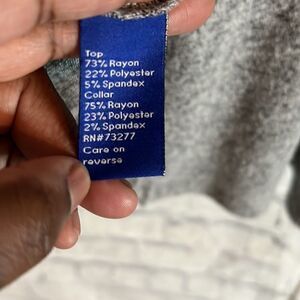 Top
73% Rayon
22% Polyester
5% Spandex
Collar
75% Rayon
23% Polyester
2% Spandex
RN#73277
Care on
reverse